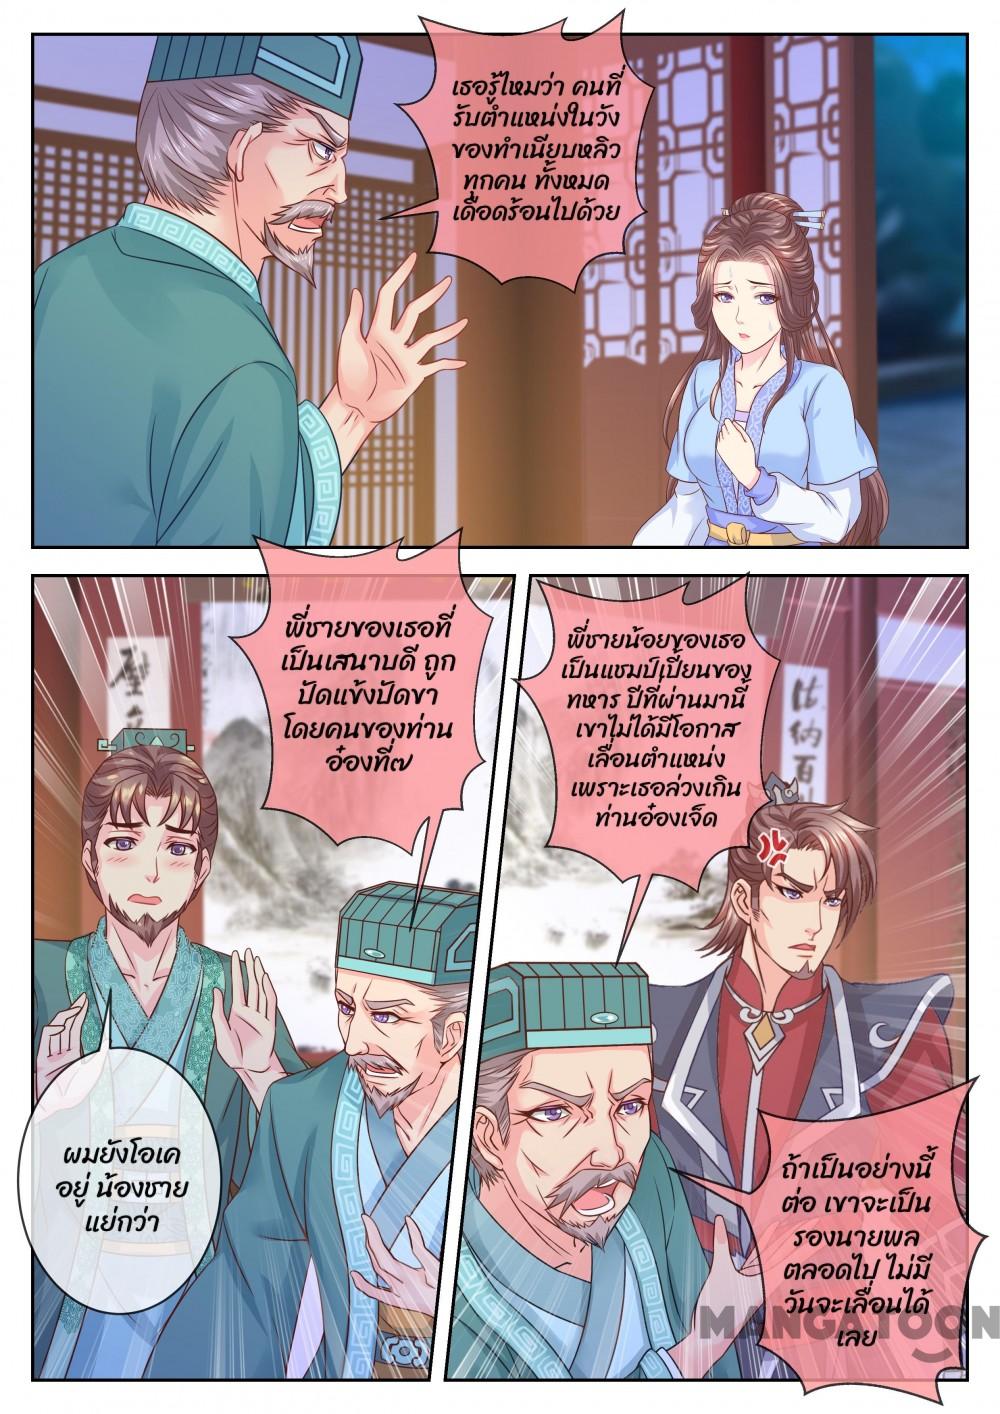 เธอรู้ไหมว่า คนที่
รับตำแหน่งในวัง
ของทำเนียบหลิว
ทุกคน ทั้งหมด
เดือดร้อนไปด้วย
พี่ชายของเธอที่
เป็นเสนาบดี ถูก
ปัดแข้งปัดขา
โดยคนของท่าน
อ๋องที่๗
พี่ชายน้อยของเธอ
เป็นแชมป์เปี้ยนของ
ทหาร ปีที่ผ่านมานี้
เขาไม่ได้มีโอกาส
เลื่อนตำแหน่ง
เพราะเธอล่วงเกิน
ท่านอ๋องเจ็ด
比
纳
百
ผมยังโอเค
อยู่ น้องชาย
แย่กว่า
ถ้าเป็นอย่างนี้
ต่อ เขาจะเป็น
รองนายพล
ตลอดไป ไม่มี
วันจะเลื่อนได้
เลย
MANGATOON